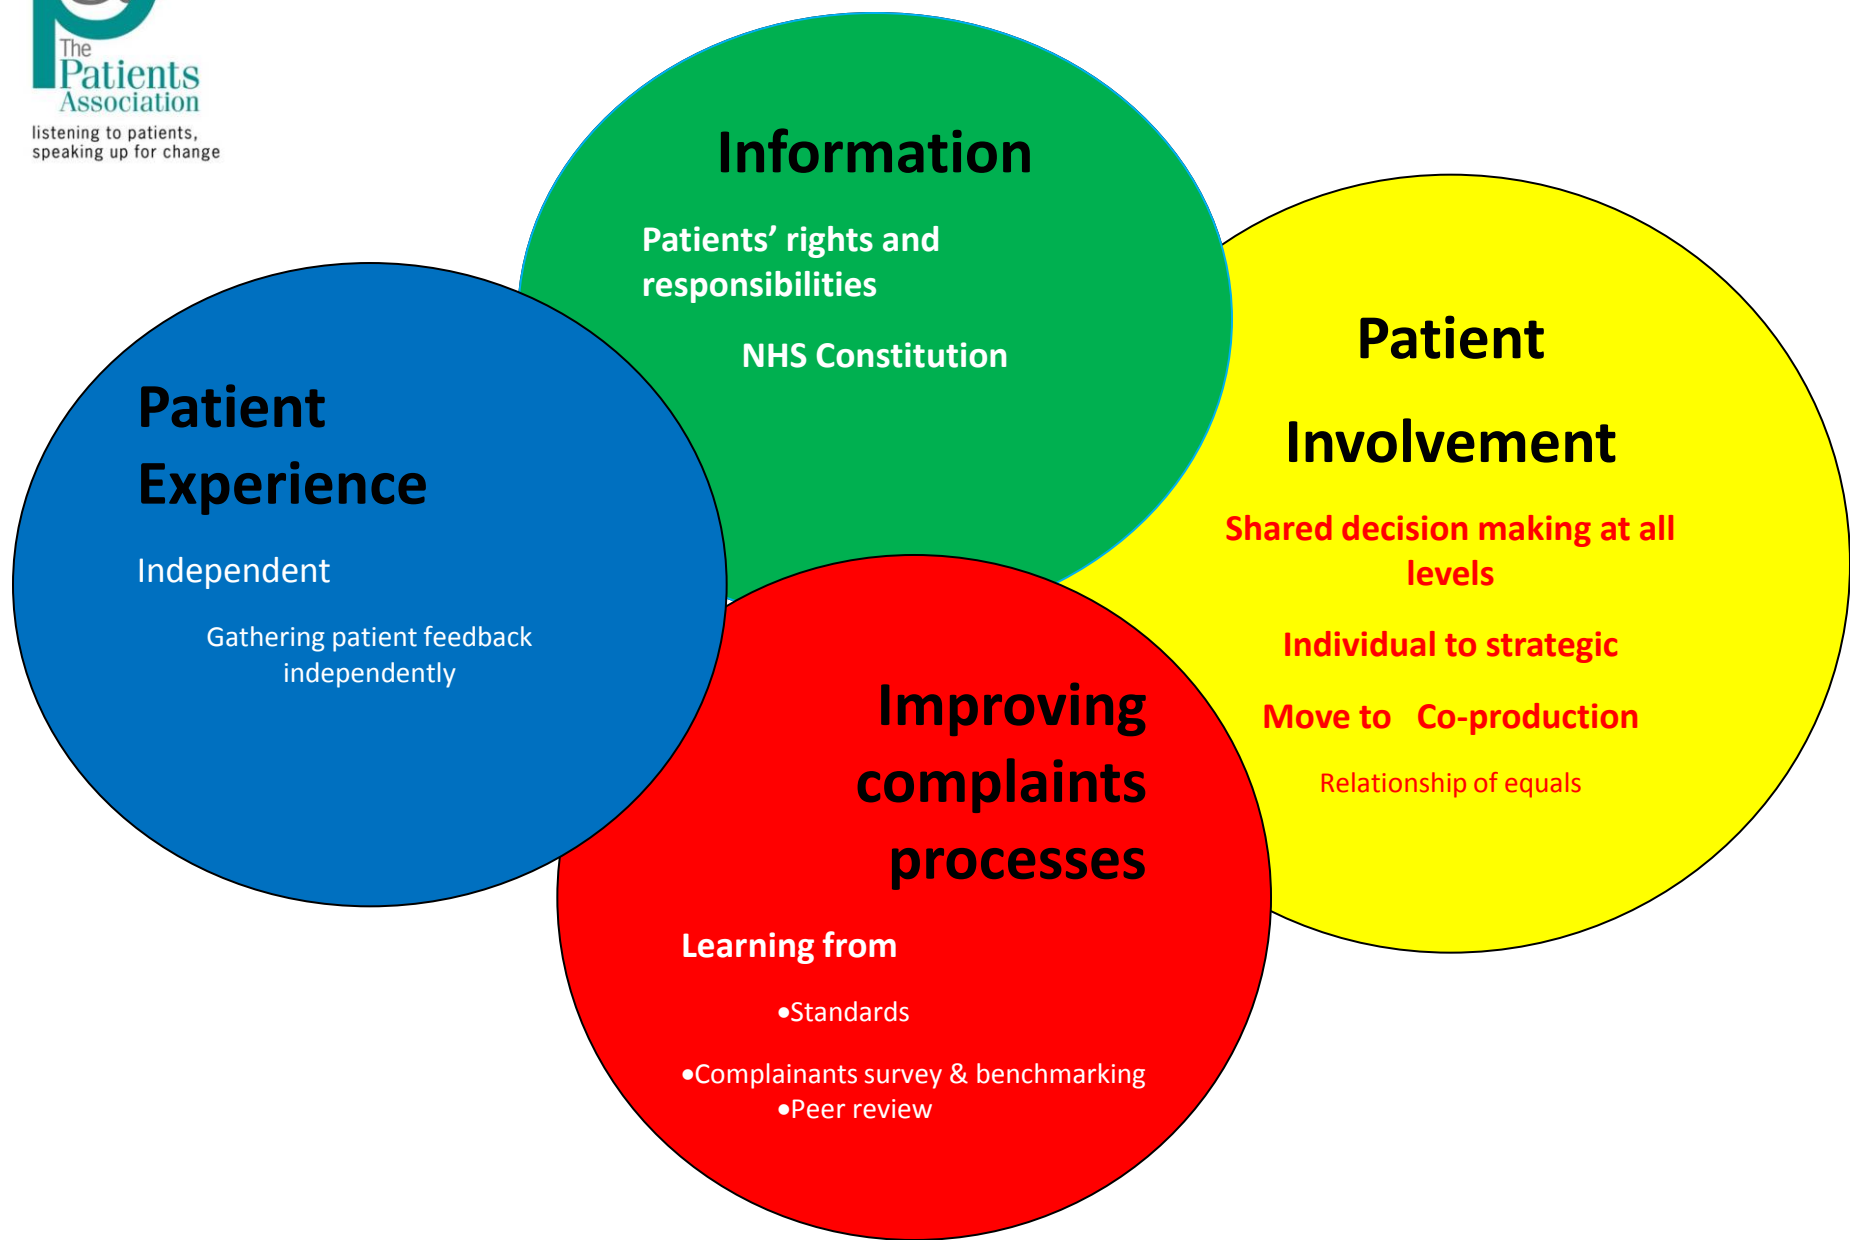 The
Patients
Association
listening to patients,
speaking up for change
Information
Patients’ rights and
responsibilities
NHS Constitution
Patient
Experience
Independent
Gathering patient feedback
independently
Patient
Involvement
Shared decision making at all
levels
Individual to strategic
Move to   Co-production
Relationship of equals
Improving
complaints
processes
Learning from
•Standards
•Complainants survey & benchmarking
•Peer review